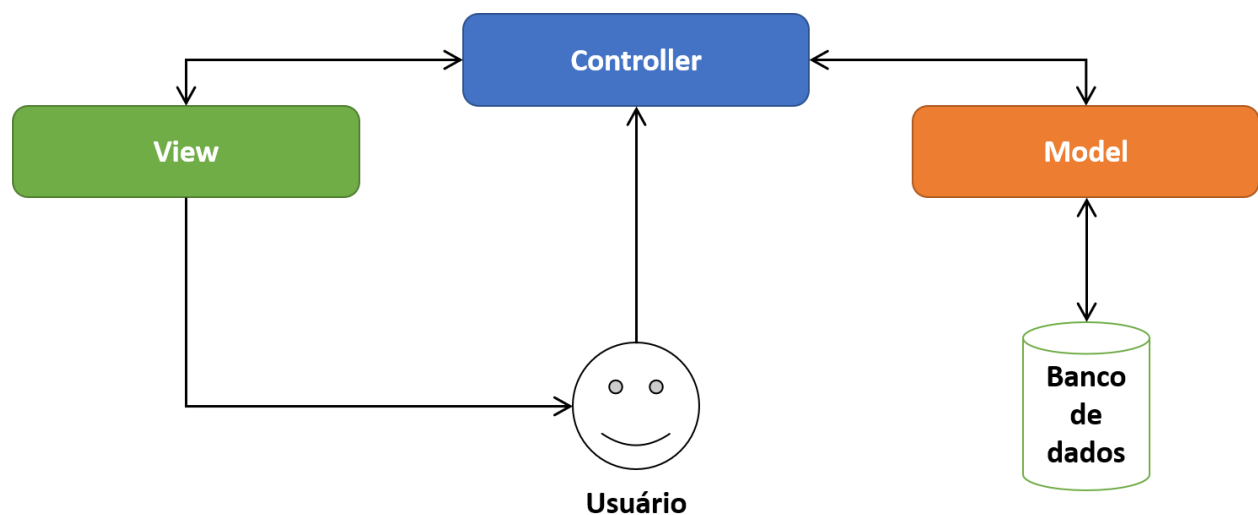 Controller
View
Model
Banco
de
dados
Usuário